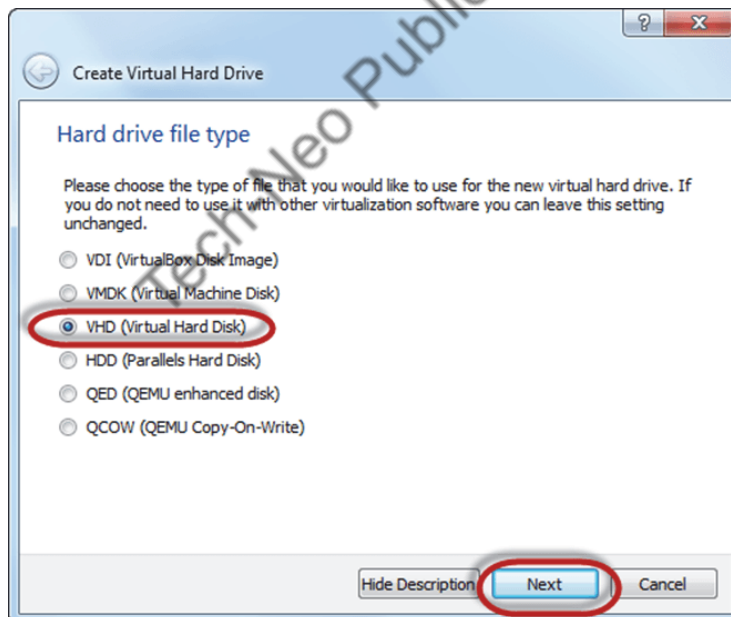 Create Virtual Hard Drive
Hard drive file type
Please choose the type of file that you would like to use for the new virtual hard drive. If
you do not need to use it with other virtualization software you can leave this setting
unchanged.
VDI (VirtualBox Disk Image)
VMDK (Virtual Machine Disk)
VHD (Virtual Hard Disk)
HDD (Parallels Hard Disk)
QED (QEMU enhanced disk)
QCOW (QEMU Copy-On-Write)
Hide Description
Next
Cancel
Tech-Neo Public
?
X